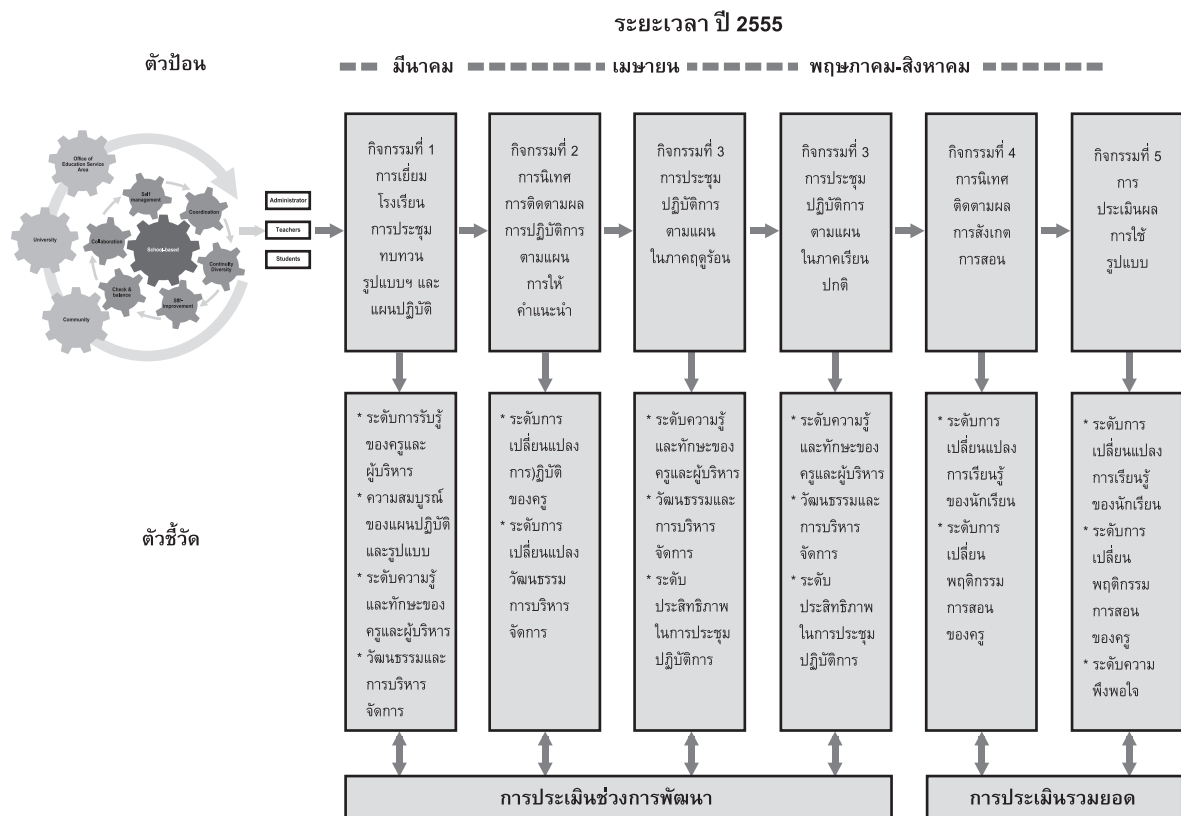 ระยะเวลา ปี 2555
ตัวป้อน
มีนาคม
เมษายน
พฤษภาคม-สิงหาคม
Office of
Education Service
Area
University
Community
Self
management
Coordination
Continuity
Diversity
Self-
improvement
Check &
balance
Collaboration
School-based
Administrator
Teachers
Students
กิจกรรมที่ 1
การเยี่ยม
โรงเรียน
การประชุม
ทบทวน
รูปแบบฯ และ
แผนปฏิบัติ
กิจกรรมที่ 2
การนิเทศ
การติดตามผล
การปฏิบัติการ
ตามแผน
การให้
คำแนะนำ
กิจกรรมที่ 3
การประชุม
ปฏิบัติการ
ตามแผน
ในภาคฤดูร้อน
กิจกรรมที่ 3
การประชุม
ปฏิบัติการ
ตามแผน
ในภาคเรียน
ปกติ
กิจกรรมที่ 4
การนิเทศ
ติดตามผล
การสังเกต
การสอน
กิจกรรมที่ 5
การ
ประเมินผล
การใช้
รูปแบบ
ตัวชี้วัด
* ระดับการรับรู้
ของครูและ
ผู้บริหาร
* ความสมบูรณ์
ของแผนปฏิบัติ
และรูปแบบ
* ระดับความรู้
และทักษะของ
ครูและผู้บริหาร
* วัฒนธรรมและ
การบริหาร
จัดการ
* ระดับการ
เปลี่ยนแปลง
การ)ฏิบัติ
ของครู
* ระดับการ
เปลี่ยนแปลง
วัฒนธรรม
การบริหาร
จัดการ
* ระดับความรู้
และทักษะของ
ครูและผู้บริหาร
* วัฒนธรรมและ
การบริหาร
จัดการ
* ระดับ
ประสิทธิภาพ
ในการประชุม
ปฏิบัติการ
* ระดับความรู้
และทักษะของ
ครูและผู้บริหาร
* วัฒนธรรมและ
การบริหาร
จัดการ
* ระดับ
ประสิทธิภาพ
ในการประชุม
ปฏิบัติการ
* ระดับการ
เปลี่ยนแปลง
การเรียนรู้
ของนักเรียน
* ระดับการ
เปลี่ยน
พฤติกรรม
การสอน
ของครู
* ระดับการ
เปลี่ยนแปลง
การเรียนรู้
ของนักเรียน
* ระดับการ
เปลี่ยน
พฤติกรรม
การสอน
ของครู
* ระดับความ
พึงพอใจ
การประเมินช่วงการพัฒนา
การประเมินรวมยอด